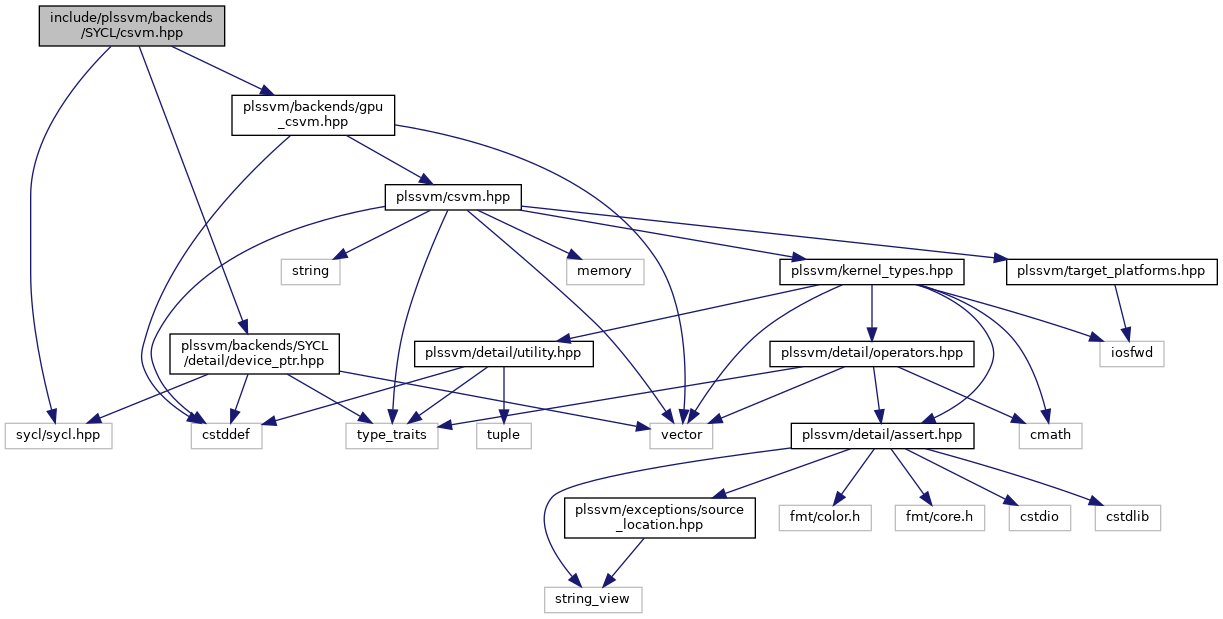 include/plssvm/backends
/SYCL/csvm.hpp
plssvm/backends/gpu
_csvm.hpp
plssvm/csvm.hpp
string
memory
plssvm/kernel_types.hpp
plssvm/target_platforms.hpp
plssvm/backends/SYCL
/detail/device_ptr.hpp
plssvm/detail/utility.hpp
plssvm/detail/operators.hpp
iosfwd
sycl/sycl.hpp
cstddef
type_traits
tuple
vector
plssvm/detail/assert.hpp
cmath
plssvm/exceptions/source
_location.hpp
fmt/color.h
fmt/core.h
cstdio
cstdlib
string_view